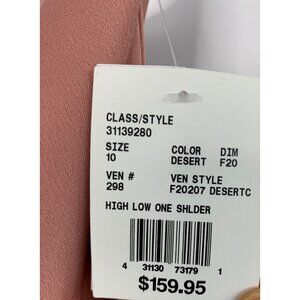 CLASS/STYLE
31139280
SIZE COLOR DIM
10 DESERT F20
VEN # VEN STYLE
298 F20207 DESERTC
HIGH LOW ONE SHLDER
4 31130 73179 1
$159.95